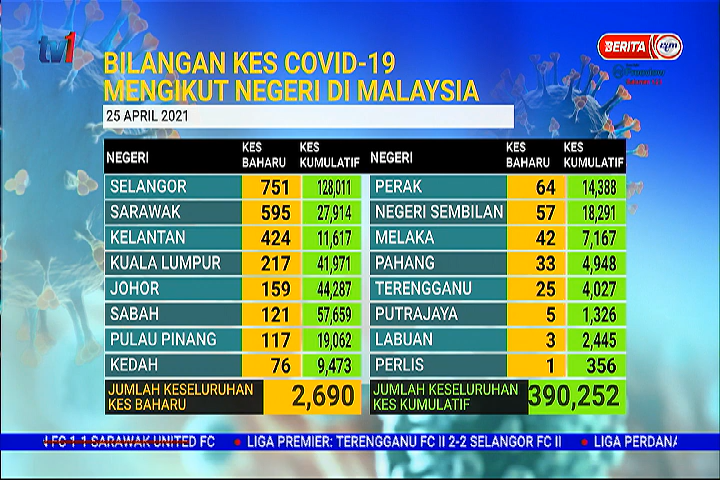 tv1
BERITA rtm
BILANGAN KES COVID-19
MENGIKUT NEGERI DI MALAYSIA
25 APRIL 2021
NEGERI KES BAHARU KES KUMULATIF NEGERI KES BAHARU KES KUMULATIF
SELANGOR 751 128,011 PERAK 64 14,388
SARAWAK 595 27,914 NEGERI SEMBILAN 57 18,291
KELANTAN 424 11,617 MELAKA 42 7,167
KUALA LUMPUR 217 41,971 PAHANG 33 4,948
JOHOR 159 44,287 TERENGGANU 25 4,027
SABAH 121 57,659 PUTRAJAYA 5 1,326
PULAU PINANG 117 19,062 LABUAN 3 2,445
KEDAH 76 9,473 PERLIS 1 356
JUMLAH KESELURUHAN KES BAHARU 2,690 JUMLAH KESELURUHAN KES KUMULATIF 390,252
FC 1-1 SARAWAK UNITED FC • LIGA PREMIER: TERENGGANU FC II 2-2 SELANGOR FC II • LIGA PERDANA